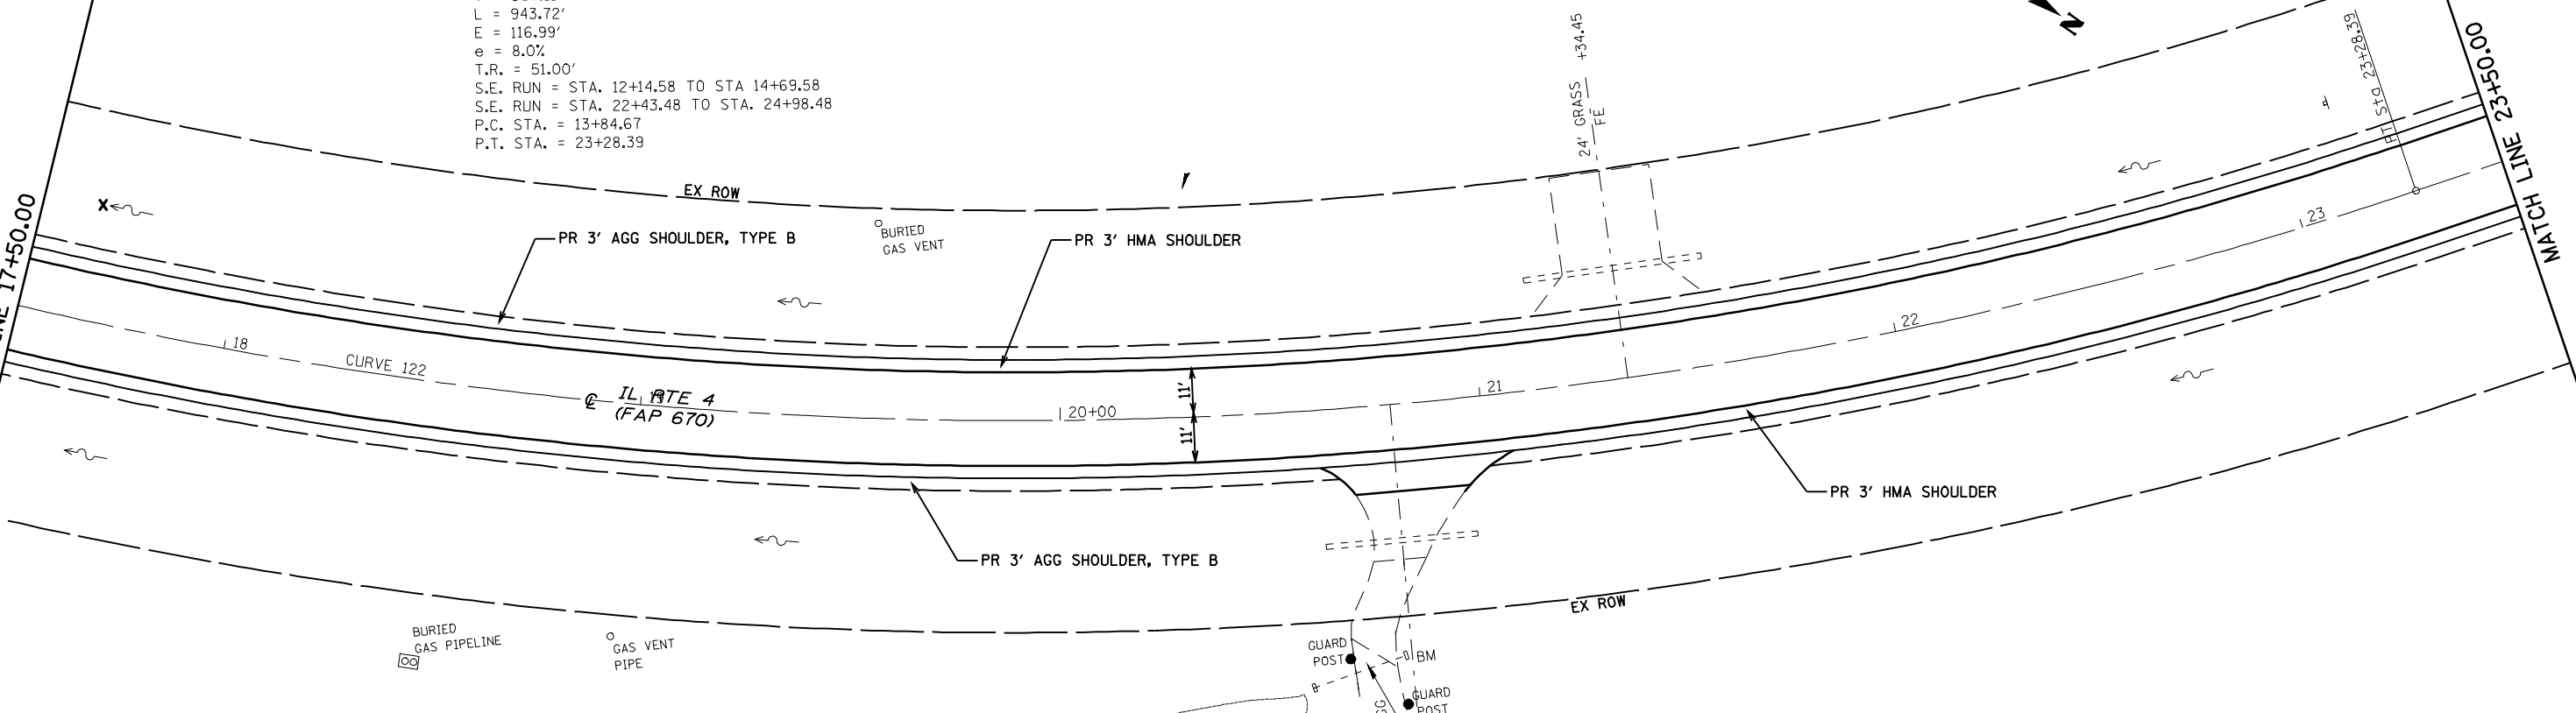 L = 943.72'
E = 116.99'
e = 8.0%
T.R. = 51.00'
S.E. RUN = STA. 12+14.58 TO STA 14+69.58
S.E. RUN = STA. 22+43.48 TO STA. 24+98.48
P.C. STA. = 13+84.67
P.T. STA. = 23+28.39
24' GRASS +34.45
FE
N
PT Sta 23+28.39
MATCH LINE 23+50.00
17+50.00
EX ROW
X
BURIED
GAS VENT
PR 3' AGG SHOULDER, TYPE B
PR 3' HMA SHOULDER
18
CURVE 122
℄ IL RTE 4
(FAP 670)
19
20+00
11'
11'
21
22
23
PR 3' HMA SHOULDER
PR 3' AGG SHOULDER, TYPE B
EX ROW
BURIED
GAS PIPELINE
GAS VENT
PIPE
GUARD
POST
BM
GUARD
POST